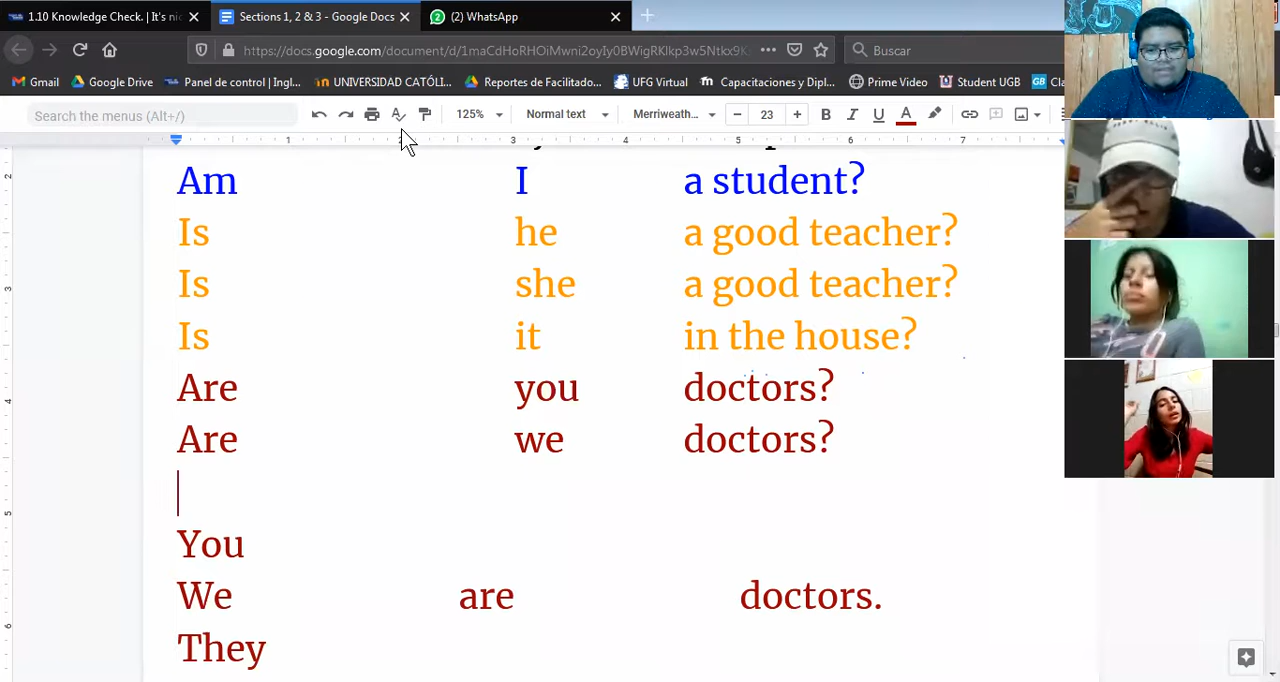 1.10 Knowledge Check. | It's nic
Sections 1, 2 & 3 - Google Docs
(2) WhatsApp
https://docs.google.com/document/d/1maCdHoRHOiMwni2oyIy0BWigRKlkp3w5Ntkx9K
Buscar
Gmail
Google Drive
Panel de control | Ingl...
UNIVERSIDAD CATÓLI...
Reportes de Facilitado...
UFG Virtual
Capacitaciones y Dipl...
Prime Video
Student UGB
GB Cla
Search the menus (Alt+/)
125%
Normal text
Merriweath...
23
Am I a student?
Is he a good teacher?
Is she a good teacher?
Is it in the house?
Are you doctors?
Are we doctors?
You
We are doctors.
They